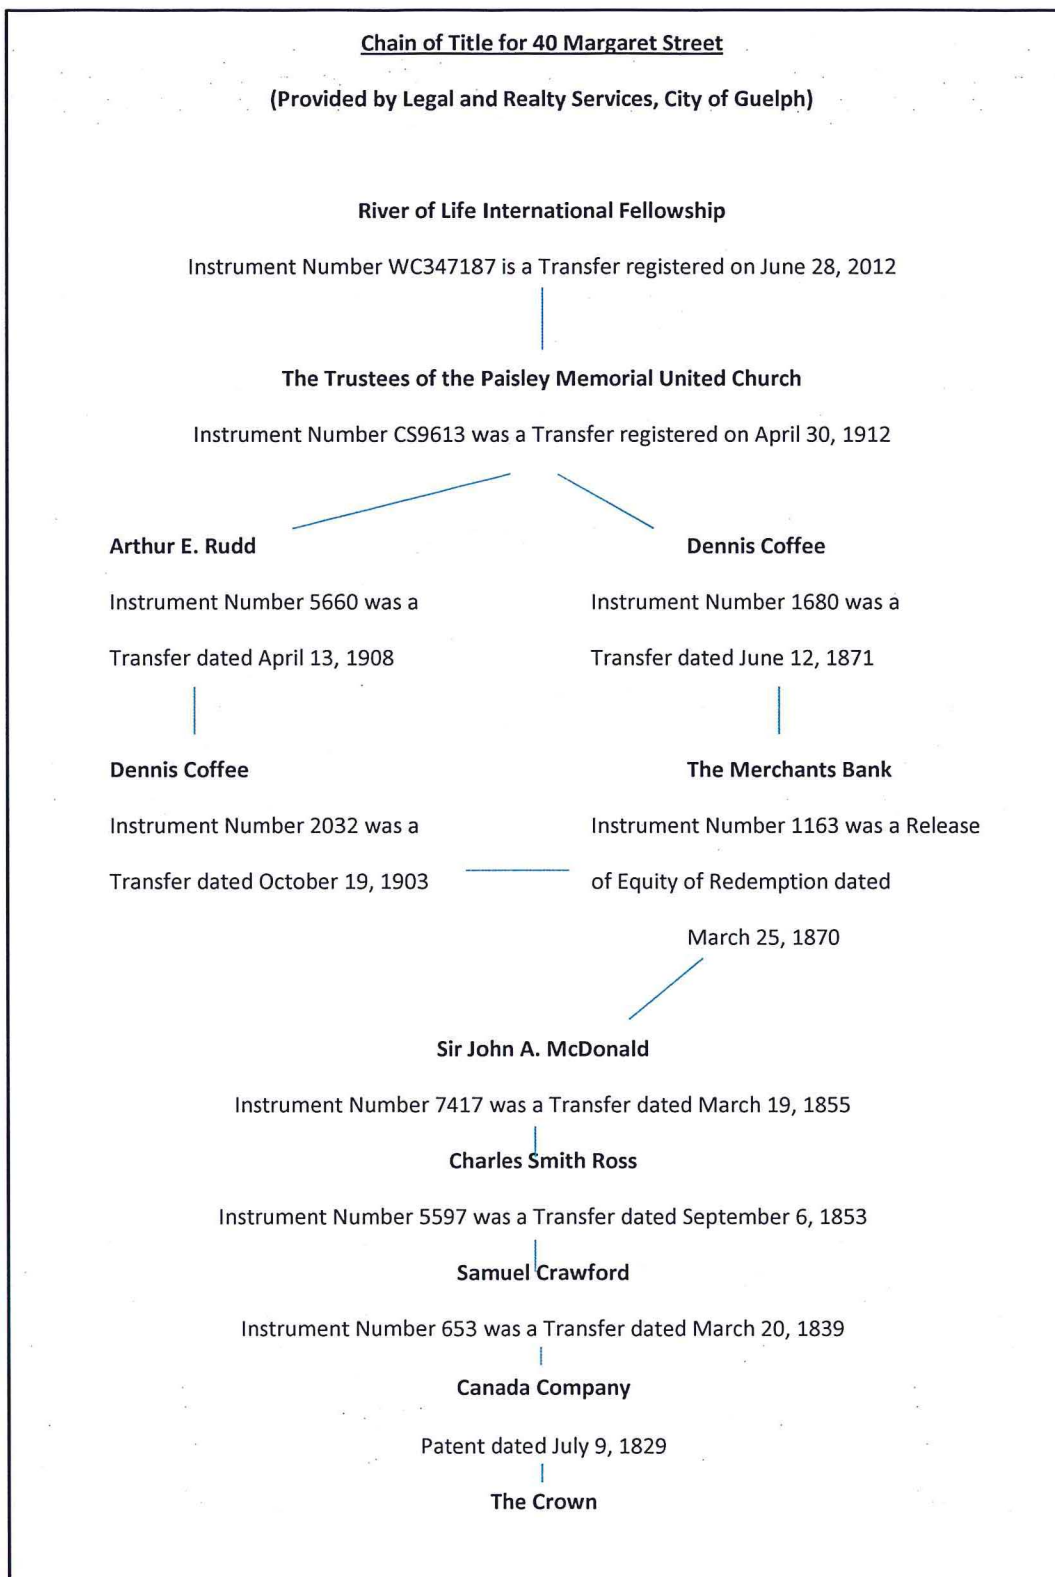 Chain of Title for 40 Margaret Street
(Provided by Legal and Realty Services, City of Guelph)
River of Life International Fellowship
Instrument Number WC347187 is a Transfer registered on June 28, 2012
The Trustees of the Paisley Memorial United Church
Instrument Number CS9613 was a Transfer registered on April 30, 1912
Arthur E. Rudd
Instrument Number 5660 was a
Transfer dated April 13, 1908
Dennis Coffee
Instrument Number 1680 was a
Transfer dated June 12, 1871
Dennis Coffee
Instrument Number 2032 was a
Transfer dated October 19, 1903
The Merchants Bank
Instrument Number 1163 was a Release
of Equity of Redemption dated
March 25, 1870
Sir John A. McDonald
Instrument Number 7417 was a Transfer dated March 19, 1855
Charles Smith Ross
Instrument Number 5597 was a Transfer dated September 6, 1853
Samuel Crawford
Instrument Number 653 was a Transfer dated March 20, 1839
Canada Company
Patent dated July 9, 1829
The Crown